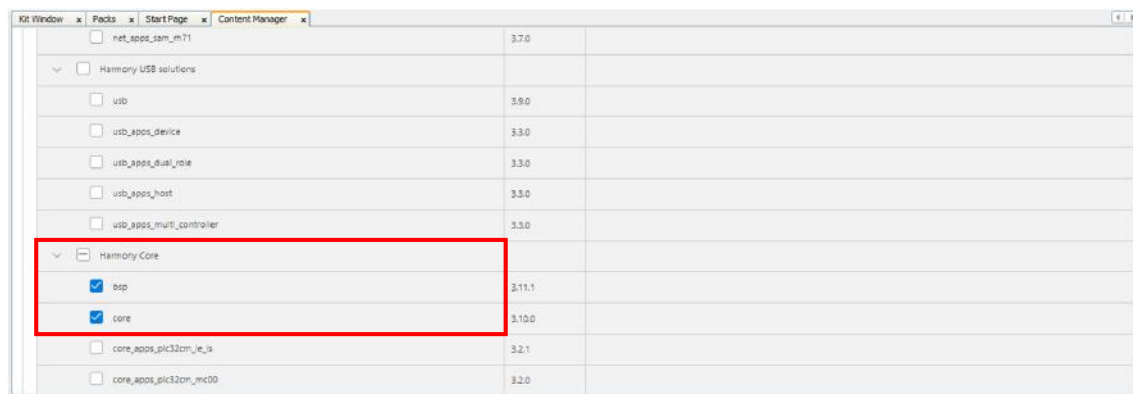 Kit Window x Packs x Start Page x Content Manager x
net_apps_sam_rh71 3.7.0
Harmony USB solutions
usb 3.9.0
usb_apps_device 3.3.0
usb_apps_dual_role 3.3.0
usb_apps_host 3.3.0
usb_apps_multi_controller 3.3.0
Harmony Core
bsp 3.11.1
core 3.10.0
core_apps_pic32cm_le_ls 3.2.1
core_apps_pic32cm_mc00 3.2.0